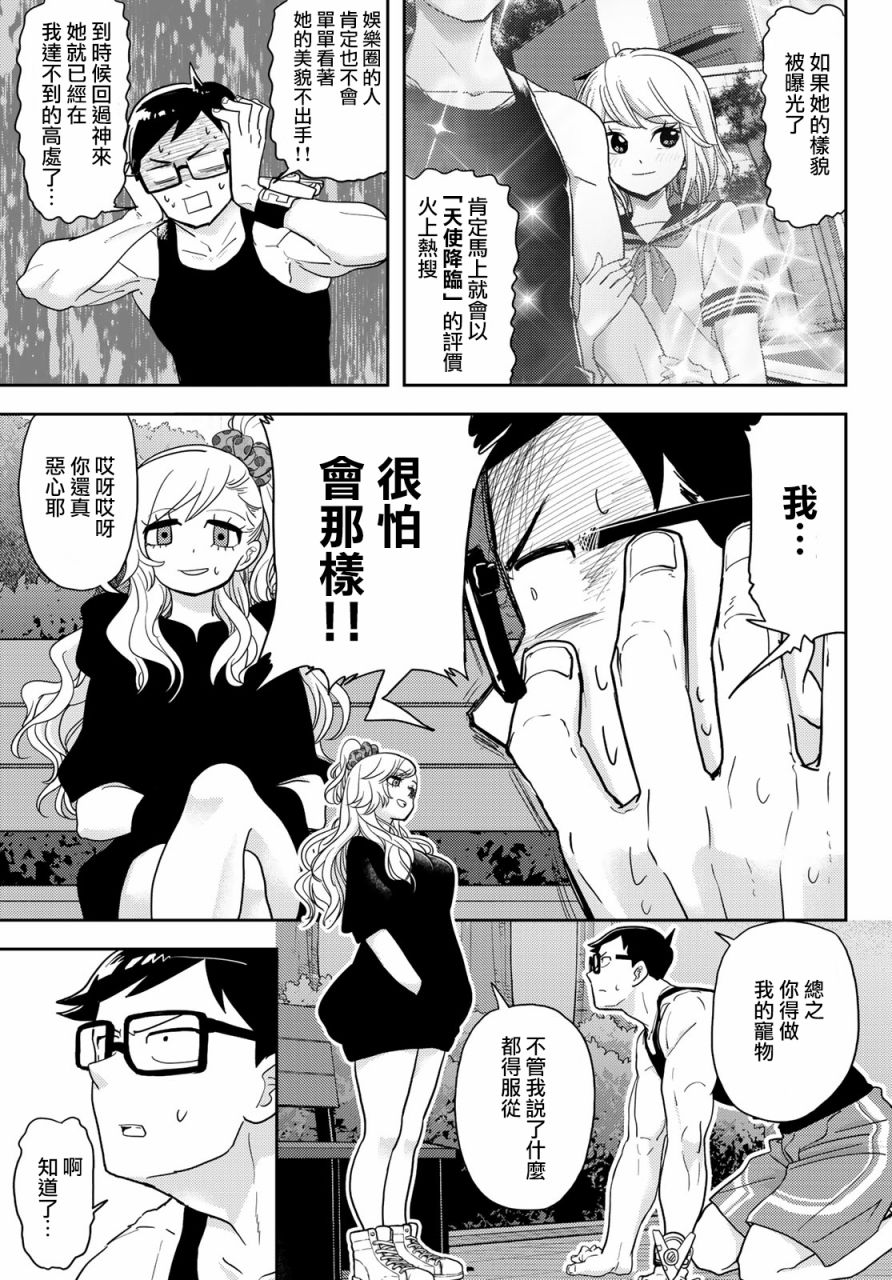 如果她的樣貌
被曝光了
肯定馬上就會以
「天使降臨」的評價
火上熱搜
娛樂圈的人
肯定也不會
單單看著
她的美貌不出手!!
到時候回過神來
她就已經在
我達不到的高處了…
我…
很怕
會那樣!!
哎呀哎呀
你還真
惡心耶
總之
你得做
我的寵物
不管我説了什麼
都得服從
啊
知道了…